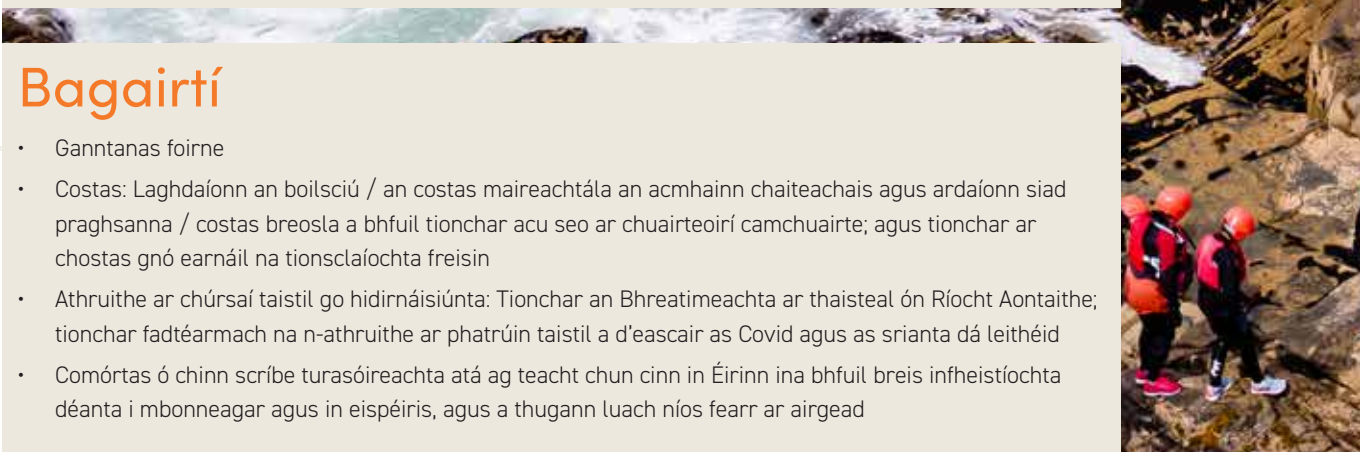 Bagairtí
• Ganntanas foirne
• Costas: Laghdaíonn an boilsciú / an costas maireachtála an acmhainn chaiteachais agus ardaíonn siad
praghsanna / costas breosla a bhfuil tionchar acu seo ar chuairteoirí camchuairte; agus tionchar ar
chostas gnó earnáil na tionsclaíochta freisin
• Athruithe ar chúrsaí taistil go hidirnáisiúnta: Tionchar an Bhreatimeachta ar thaisteal ón Ríocht Aontaithe;
tionchar fadtéarmach na n-athruithe ar phatrúin taistil a d'eascair as Covid agus as srianta dá leithéid
• Comórtas ó chinn scríbe turasóireachta atá ag teacht chun cinn in Éirinn ina bhfuil breis infheistíochta
déanta i mbonneagar agus in eispéiris, agus a thugann luach níos fearr ar airgead